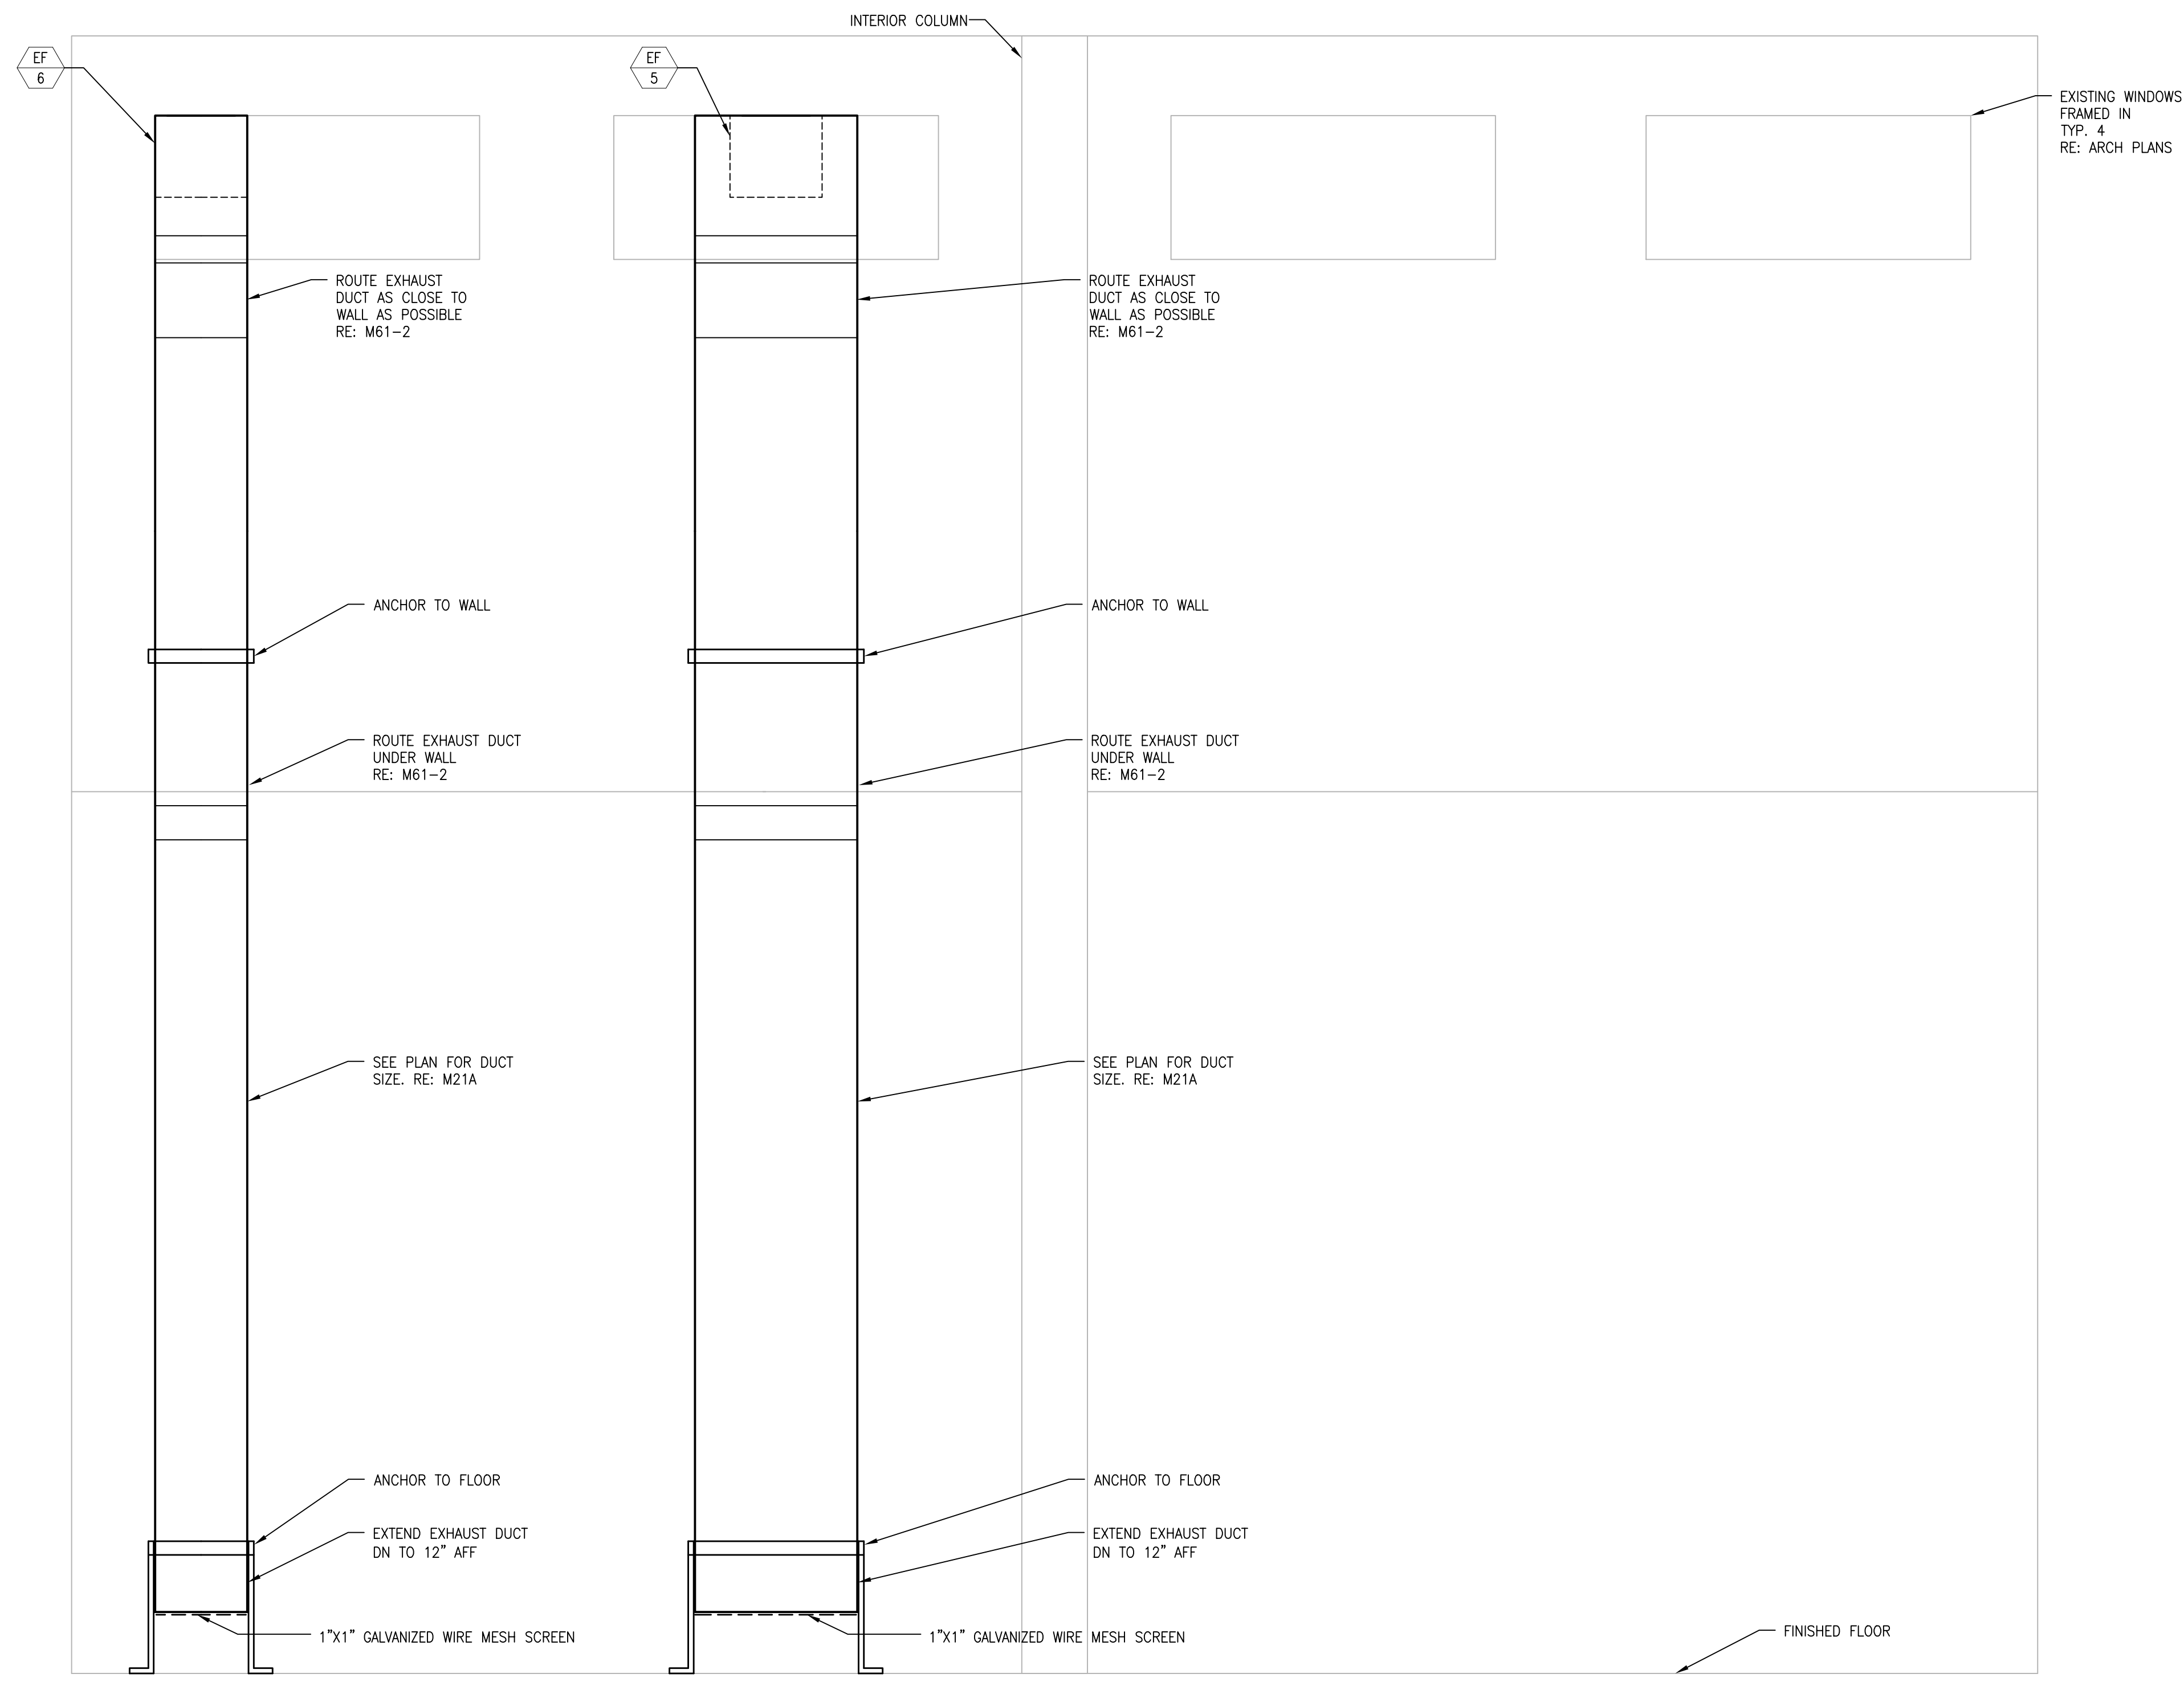 INTERIOR COLUMN
EF
6
EF
5
EXISTING WINDOWS
FRAMED IN
TYP. 4
RE: ARCH PLANS
ROUTE EXHAUST
DUCT AS CLOSE TO
WALL AS POSSIBLE
RE: M61-2
ROUTE EXHAUST
DUCT AS CLOSE TO
WALL AS POSSIBLE
RE: M61-2
ANCHOR TO WALL
ANCHOR TO WALL
ROUTE EXHAUST DUCT
UNDER WALL
RE: M61-2
ROUTE EXHAUST DUCT
UNDER WALL
RE: M61-2
SEE PLAN FOR DUCT
SIZE. RE: M21A
SEE PLAN FOR DUCT
SIZE. RE: M21A
ANCHOR TO FLOOR
ANCHOR TO FLOOR
EXTEND EXHAUST DUCT
DN TO 12" AFF
EXTEND EXHAUST DUCT
DN TO 12" AFF
1"X1" GALVANIZED WIRE MESH SCREEN
1"X1" GALVANIZED WIRE MESH SCREEN
FINISHED FLOOR